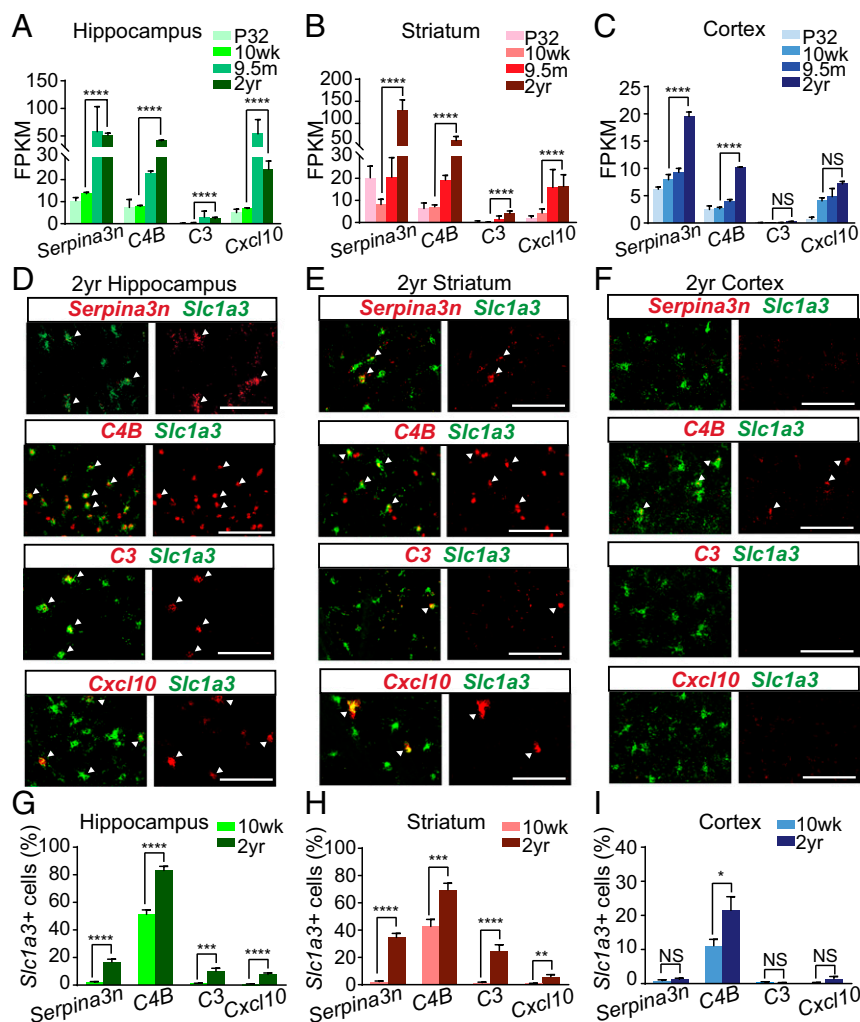 A Hippocampus
P32
10wk
9.5m
2yr
FPKM
150
100
75
50
25
30
20
10
0
****
****
****
****
Serpina3n C4B C3 Cxcl10
B Striatum
P32
10wk
9.5m
2yr
FPKM
200
150
100
50
30
20
10
0
****
****
****
****
Serpina3n C4B C3 Cxcl10
C Cortex
P32
10wk
9.5m
2yr
FPKM
25
20
15
10
5
0
****
****
NS
NS
Serpina3n C4B C3 Cxcl10
D 2yr Hippocampus
Serpina3n Slc1a3
C4B Slc1a3
C3 Slc1a3
Cxcl10 Slc1a3
E 2yr Striatum
Serpina3n Slc1a3
C4B Slc1a3
C3 Slc1a3
Cxcl10 Slc1a3
F 2yr Cortex
Serpina3n Slc1a3
C4B Slc1a3
C3 Slc1a3
Cxcl10 Slc1a3
G Hippocampus
10wk
2yr
Slc1a3+ cells (%)
100
80
60
40
20
0
****
****
***
****
Serpina3n C4B C3 Cxcl10
H Striatum
10wk
2yr
Slc1a3+ cells (%)
100
80
60
40
20
0
****
***
****
**
Serpina3n C4B C3 Cxcl10
I Cortex
10wk
2yr
Slc1a3+ cells (%)
40
30
20
10
0
NS
*
NS
NS
Serpina3n C4B C3 Cxcl10